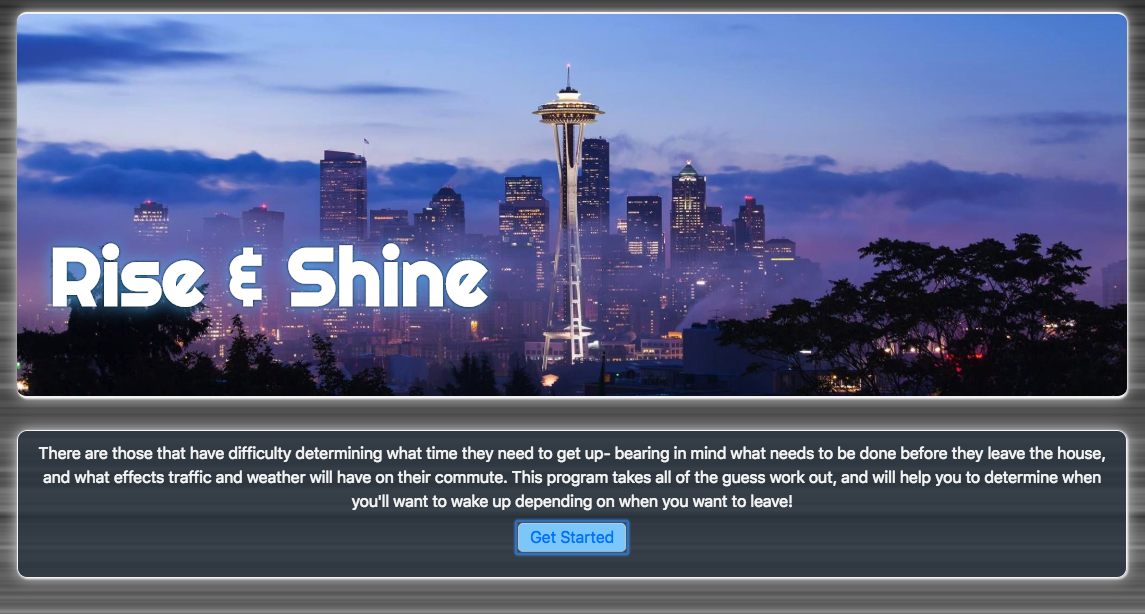 Rise & Shine
There are those that have difficulty determining what time they need to get up- bearing in mind what needs to be done before they leave the house,
and what effects traffic and weather will have on their commute. This program takes all of the guess work out, and will help you to determine when
you'll want to wake up depending on when you want to leave!
Get Started